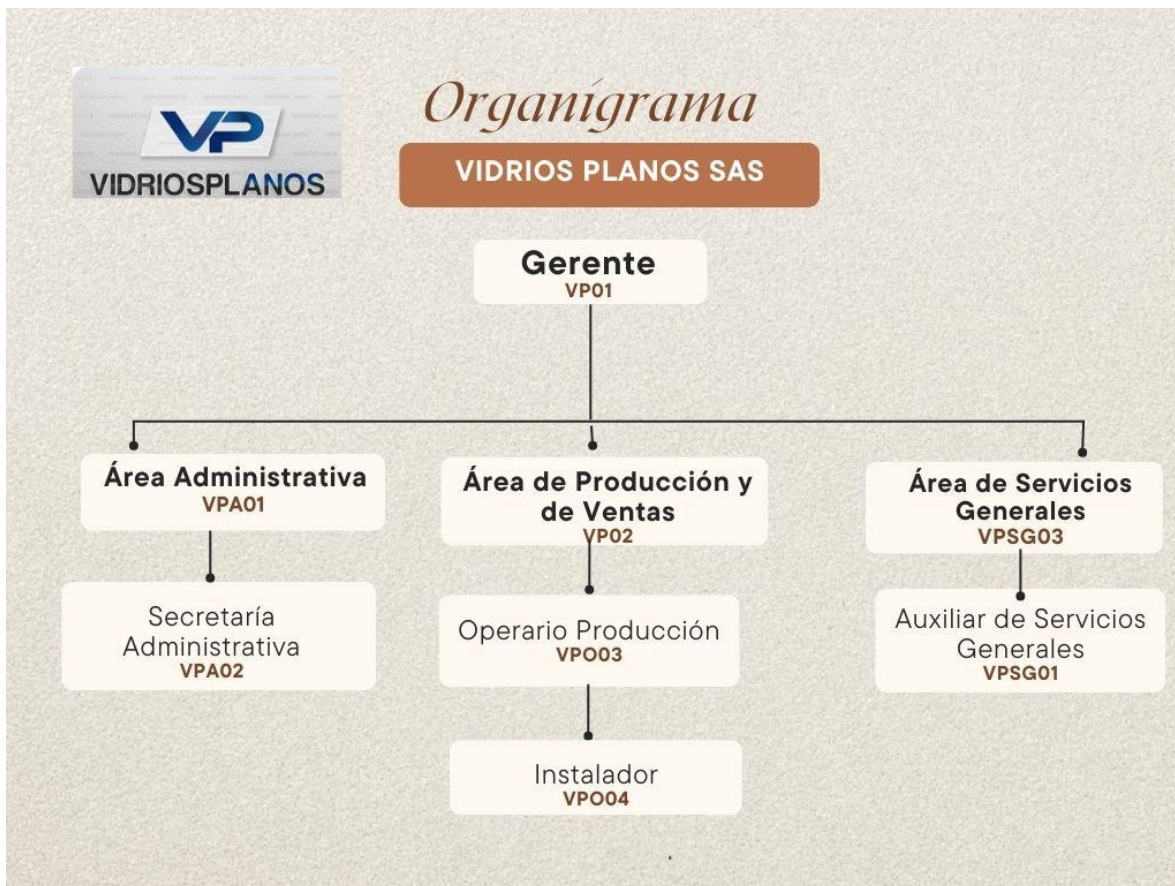 VP
VIDRIOSPLANOS
Organigrama
VIDRIOS PLANOS SAS
Gerente
VP01
Área Administrativa
VPA01
Área de Producción y
de Ventas
VP02
Área de Servicios
Generales
VPSG03
Secretaría
Administrativa
VPA02
Operario Producción
VPO03
Auxiliar de Servicios
Generales
VPSG01
Instalador
VPO04